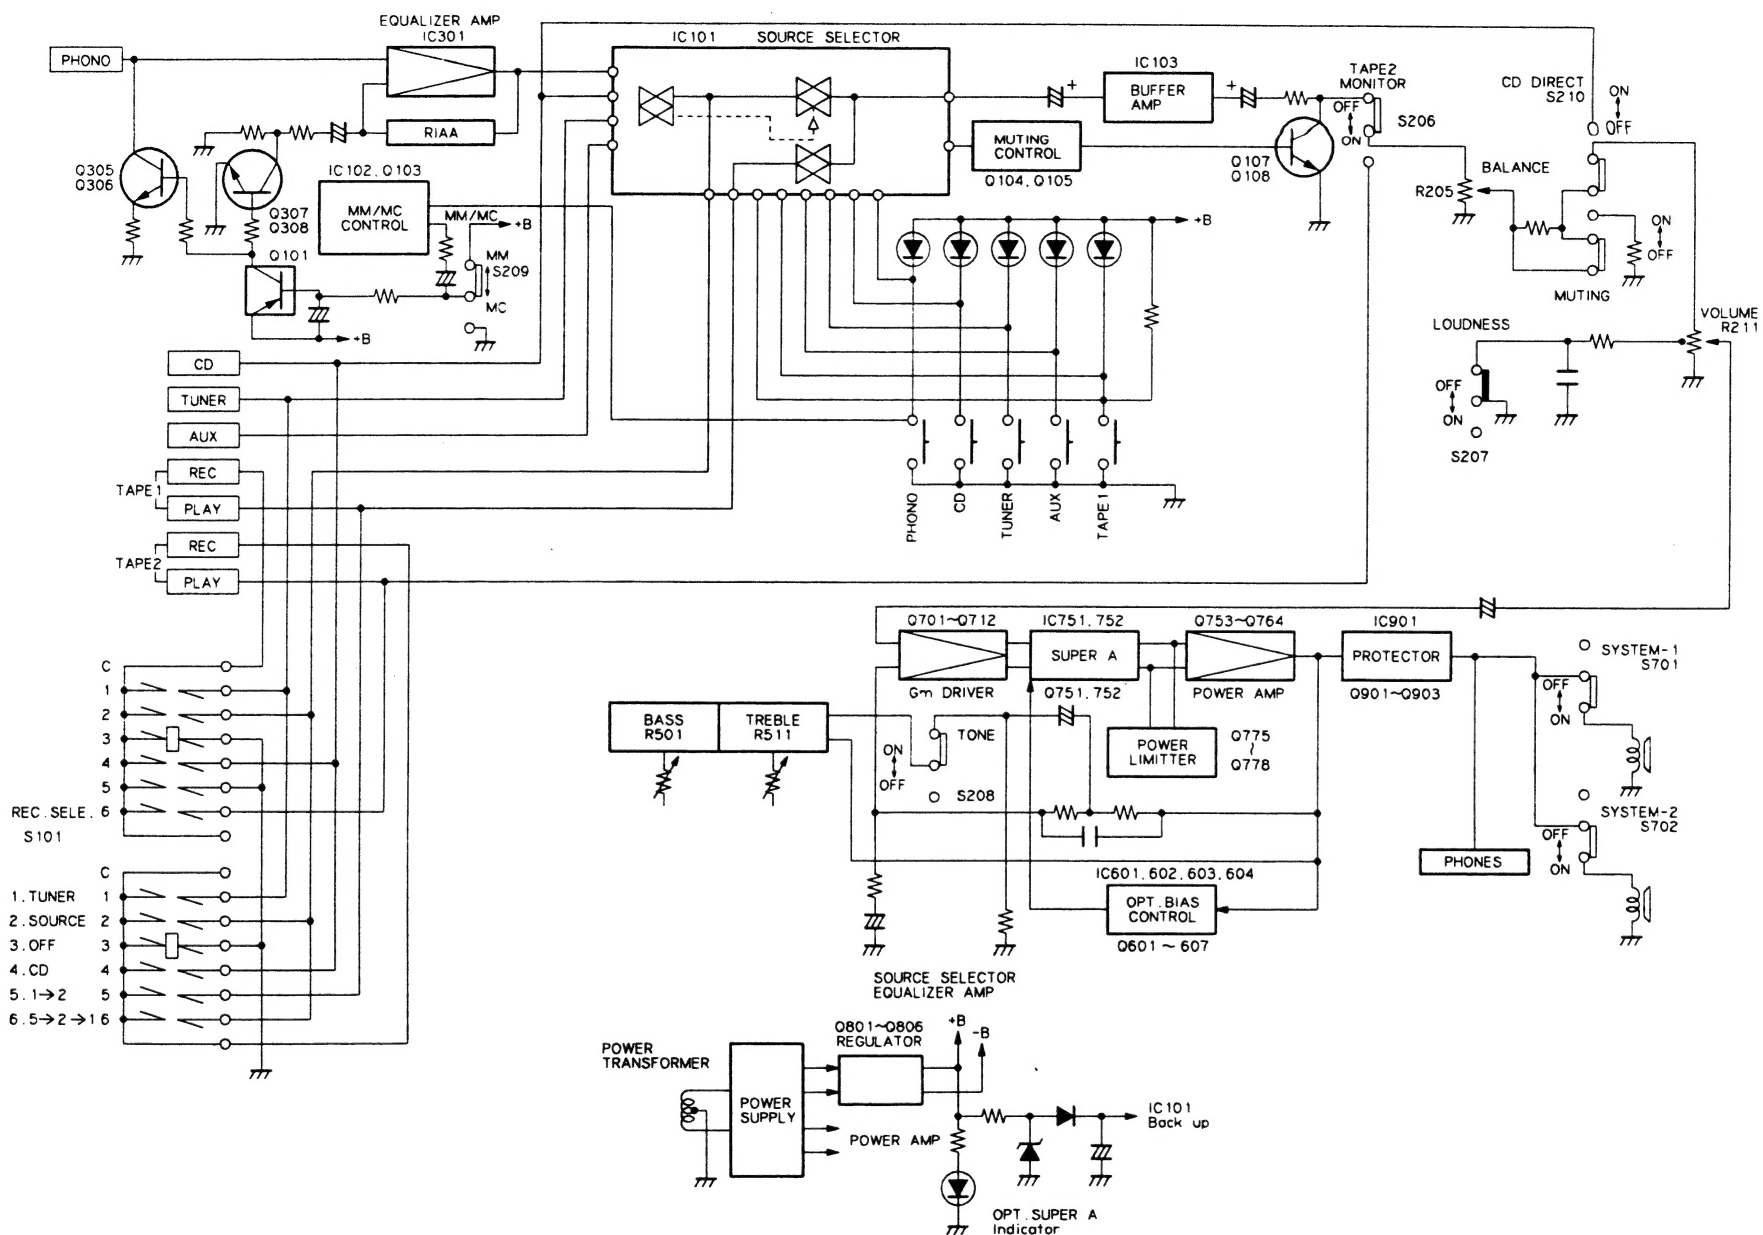 EQUALIZER AMP
IC301
PHONO
RIAA
Q305
Q306
Q307
Q308
IC102, Q103
MM/MC
CONTROL
MM/MC
+B
MM
S209
MC
Q101
+B
IC101 SOURCE SELECTOR
IC103
BUFFER
AMP
+
+
MUTING
CONTROL
Q104, Q105
Q107
Q108
TAPE2
MONITOR
OFF
ON
S206
CD DIRECT
S210
ON
OFF
BALANCE
R205
ON
OFF
MUTING
VOLUME
R211
LOUDNESS
OFF
ON
S207
+B
PHONO
CD
TUNER
AUX
TAPE1
CD
TUNER
AUX
TAPE1
REC
PLAY
TAPE2
REC
PLAY
C
1
2
3
4
5
REC.SELE. 6
S101
C
1.TUNER 1
2.SOURCE 2
3.OFF 3
4.CD 4
5.1→2 5
6.5→2→1 6
Q701~Q712
Gm DRIVER
IC751,752
SUPER A
Q751,752
Q753~Q764
POWER AMP
IC901
PROTECTOR
Q901~Q903
SYSTEM-1
S701
OFF
ON
SYSTEM-2
S702
OFF
ON
PHONES
BASS
R501
TREBLE
R511
TONE
ON
OFF
S208
POWER
LIMITTER
Q775
~
Q778
IC601,602,603,604
OPT.BIAS
CONTROL
Q601~607
SOURCE SELECTOR
EQUALIZER AMP
+B
-B
Q801~Q806
REGULATOR
POWER
TRANSFORMER
POWER
SUPPLY
POWER AMP
IC101
Back up
OPT.SUPER A
Indicator